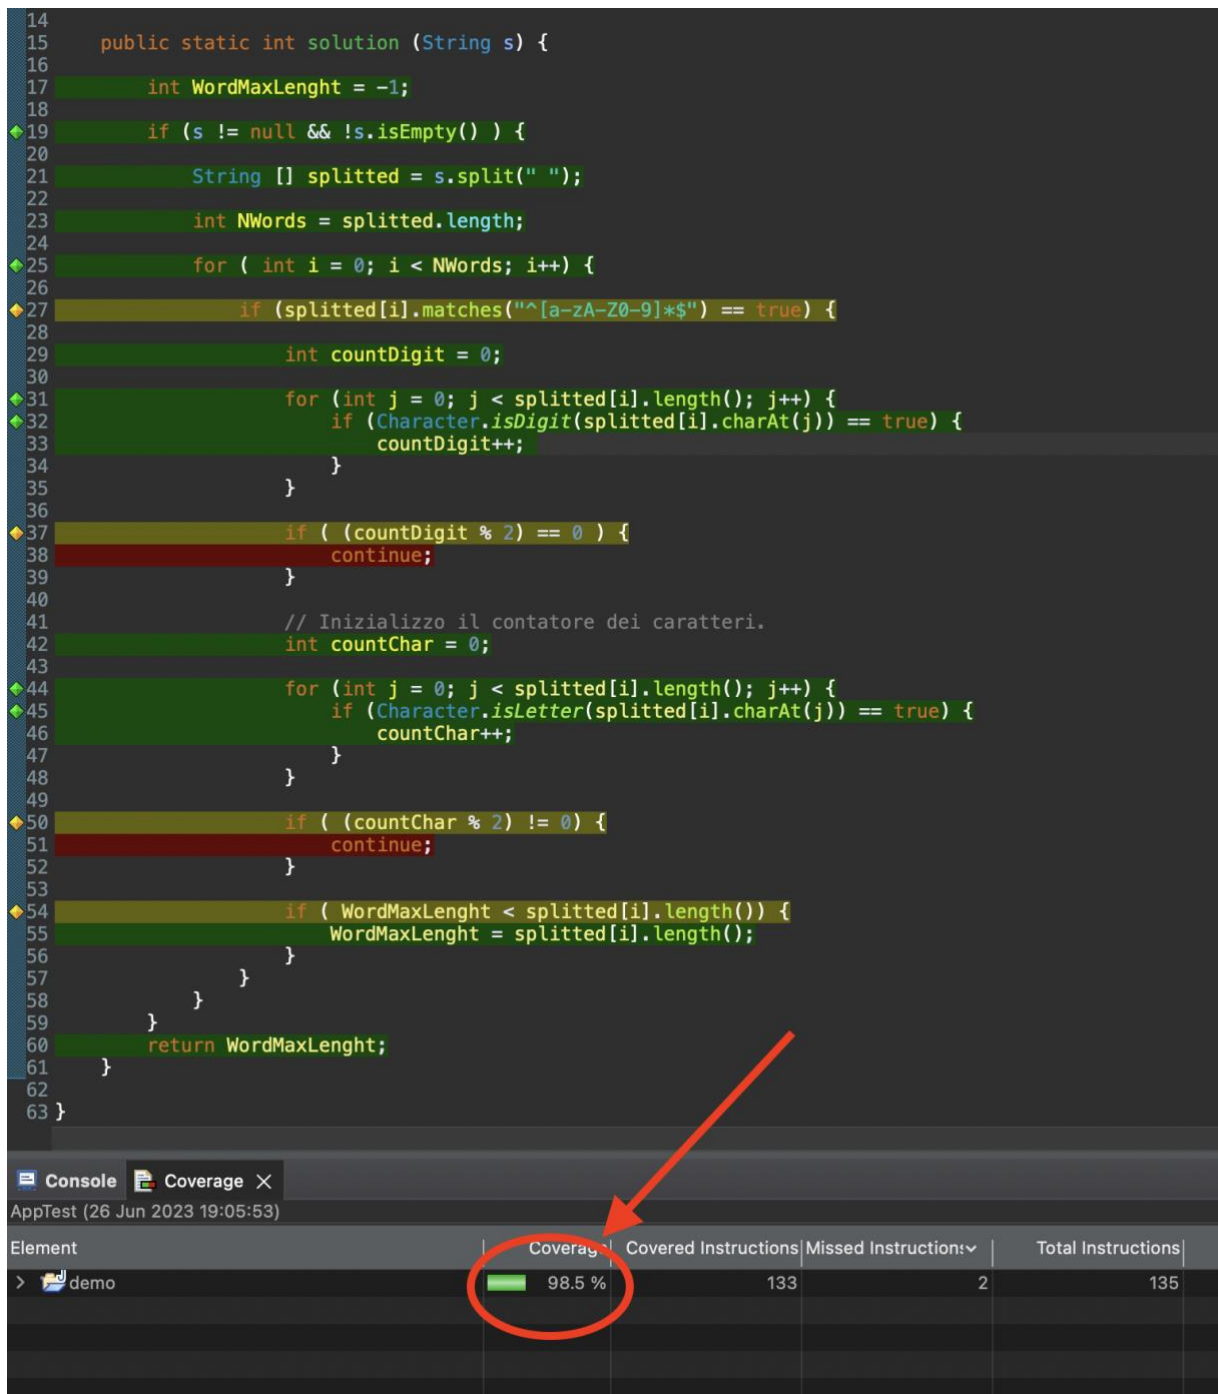 14
15 public static int solution (String s) {
16
17 int WordMaxLenght = -1;
18
19 if (s != null && !s.isEmpty() ) {
20
21 String [] splitted = s.split(" ");
22
23 int NWords = splitted.length;
24
25 for ( int i = 0; i < NWords; i++) {
26
27 if (splitted[i].matches("^[a-zA-Z0-9]*$") == true) {
28
29 int countDigit = 0;
30
31 for (int j = 0; j < splitted[i].length(); j++) {
32 if (Character.isDigit(splitted[i].charAt(j)) == true) {
33 countDigit++;
34 }
35 }
36
37 if ( (countDigit % 2) == 0 ) {
38 continue;
39 }
40
41 // Inizializzo il contatore dei caratteri.
42 int countChar = 0;
43
44 for (int j = 0; j < splitted[i].length(); j++) {
45 if (Character.isLetter(splitted[i].charAt(j)) == true) {
46 countChar++;
47 }
48 }
49
50 if ( (countChar % 2) != 0) {
51 continue;
52 }
53
54 if ( WordMaxLenght < splitted[i].length()) {
55 WordMaxLenght = splitted[i].length();
56 }
57 }
58 }
59 }
60 return WordMaxLenght;
61 }
62
63 }
Console Coverage
AppTest (26 Jun 2023 19:05:53)
Element Coverage Covered Instructions Missed Instructions Total Instructions
demo 98.5 % 133 2 135